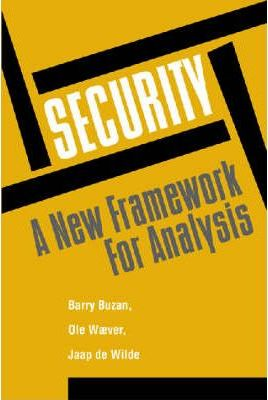 SECURITY
A New Framework
For Analysis
Barry Buzan,
Ole Wæver,
Jaap de Wilde